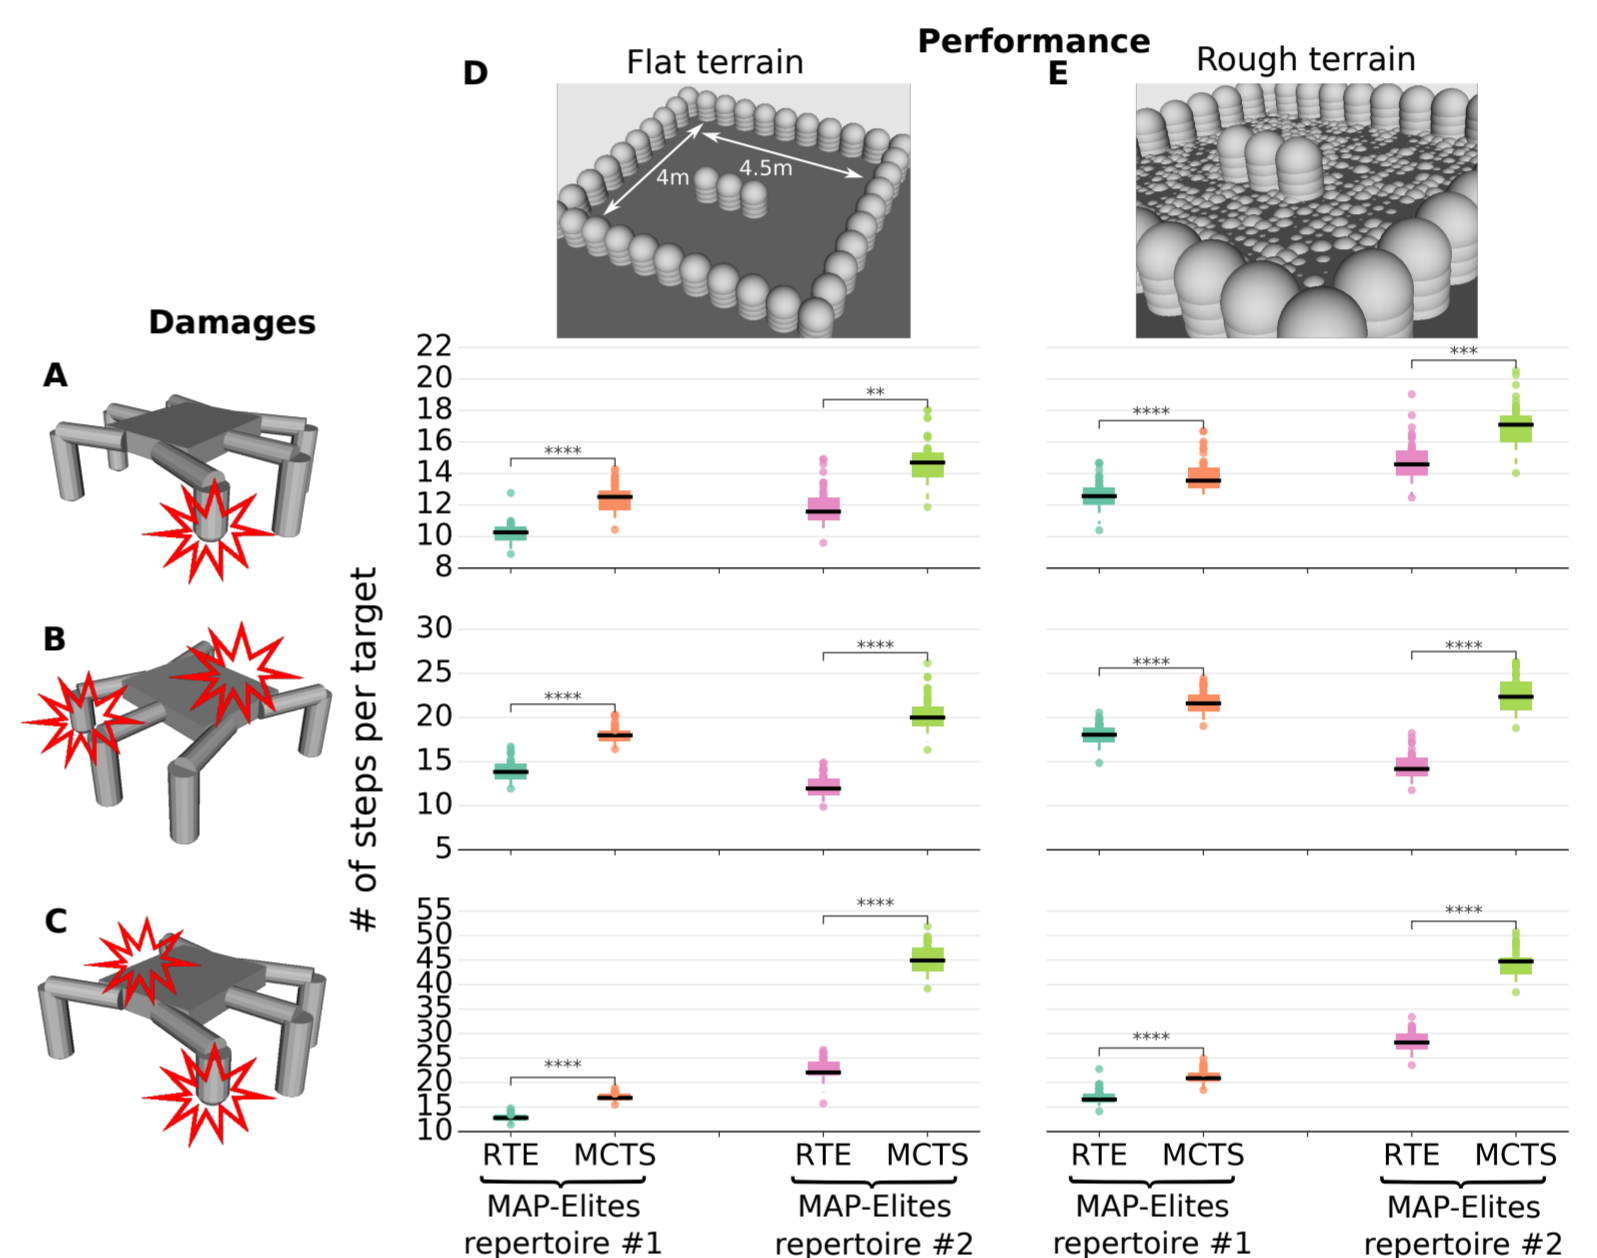 Performance
D
Flat terrain
E
Rough terrain
4m
4.5m
Damages
A
B
C
# of steps per target
22
20
18
16
14
12
10
8
****
**
****
***
30
25
20
15
10
5
****
****
****
****
55
50
45
40
35
30
25
20
15
10
****
****
****
****
RTE MCTS RTE MCTS RTE MCTS RTE MCTS
MAP-Elites MAP-Elites MAP-Elites MAP-Elites
repertoire #1 repertoire #2 repertoire #1 repertoire #2